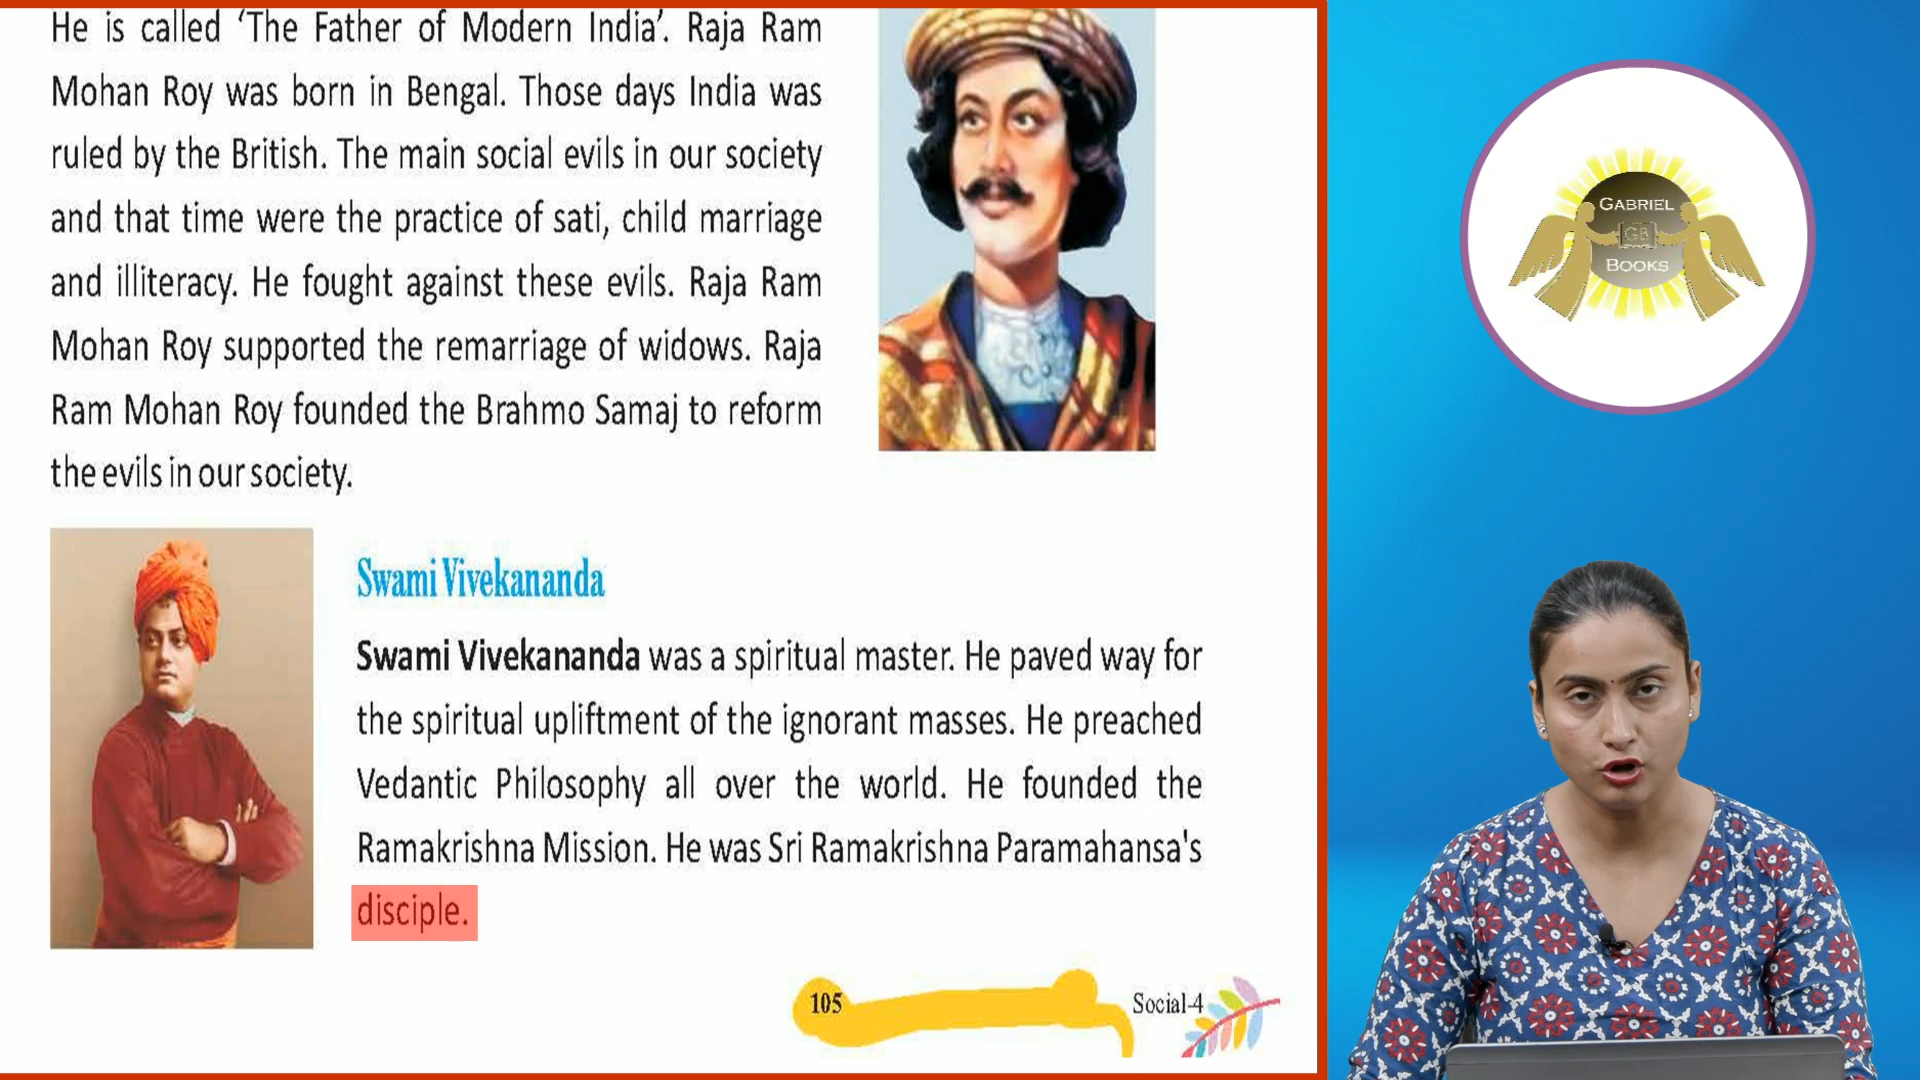 He is called ‘The Father of Modern India’. Raja Ram
Mohan Roy was born in Bengal. Those days India was
ruled by the British. The main social evils in our society
and that time were the practice of sati, child marriage
and illiteracy. He fought against these evils. Raja Ram
Mohan Roy supported the remarriage of widows. Raja
Ram Mohan Roy founded the Brahmo Samaj to reform
the evils in our society.
Swami Vivekananda
Swami Vivekananda was a spiritual master. He paved way for
the spiritual upliftment of the ignorant masses. He preached
Vedantic Philosophy all over the world. He founded the
Ramakrishna Mission. He was Sri Ramakrishna Paramahansa's
disciple.
105
Social-4
GABRIEL
GB
BOOKS